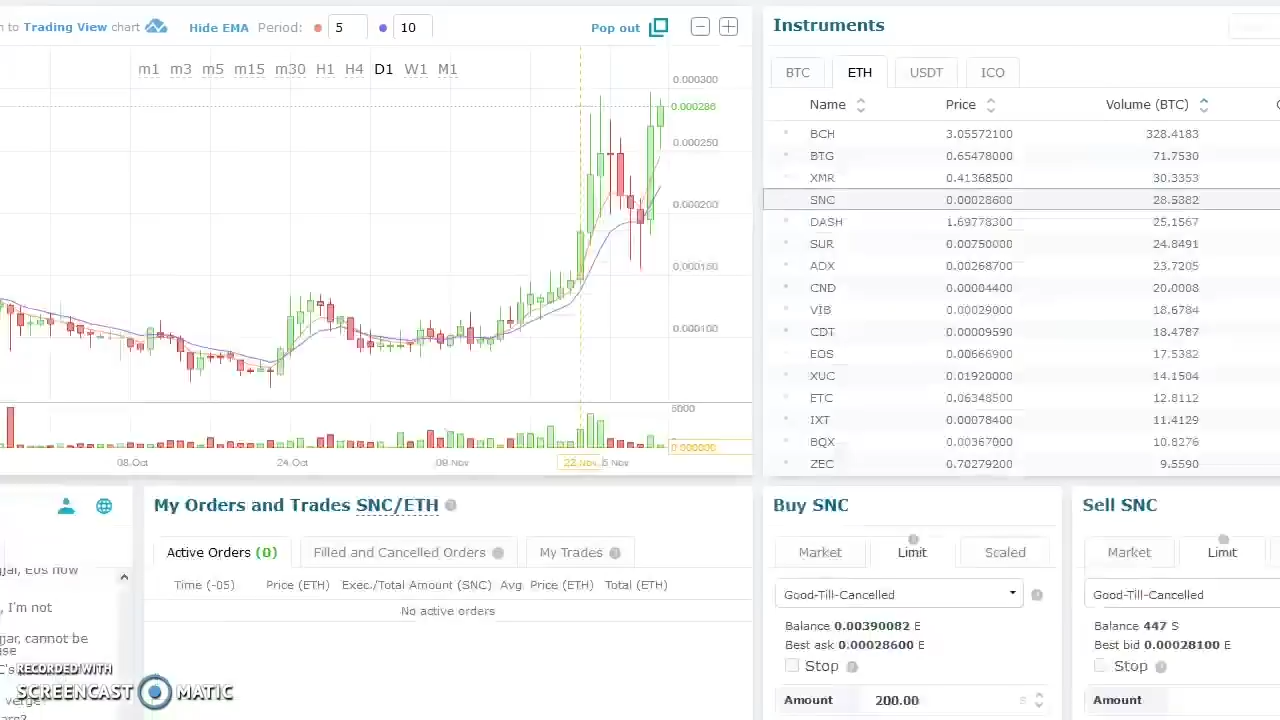 n to Trading View chart Hide EMA Period: 5 10 Pop out
m1 m3 m5 m15 m30 H1 H4 D1 W1 M1
0.000300
0.000286
0.000250
0.000200
0.000150
0.000100
5000
0.000000
08.Oct 24.Oct 09.Nov 22.Nov
Instruments
BTC ETH USDT ICO
Name Price Volume (BTC)
BCH 3.05572100 328.4183
BTG 0.65478000 71.7530
XMR 0.41368500 30.3353
SNC 0.00028600 28.5382
DASH 1.69778300 25.1567
SUR 0.00750000 24.8491
ADX 0.00268700 23.7205
CND 0.00004400 20.0008
VIB 0.00029000 18.6784
CDT 0.00009590 18.4787
EOS 0.00666900 17.5382
XUC 0.01920000 14.1504
ETC 0.06348500 12.8112
IXT 0.00078400 11.4129
BQX 0.00367000 10.8276
ZEC 0.70279200 9.5590
My Orders and Trades SNC/ETH
Active Orders (0) Filled and Cancelled Orders My Trades
Time (-05) Price (ETH) Exec./Total Amount (SNC) Avg. Price (ETH) Total (ETH)
No active orders
, I'm not
jar, cannot be
RECORDED WITH
SCREENCAST MATIC
Buy SNC
Market Limit Scaled
Good-Till-Cancelled
Balance 0.00390082 E
Best ask 0.00028600 E
Stop
Amount 200.00
Sell SNC
Market Limit
Good-Till-Cancelled
Balance 447 S
Best bid 0.00028100 E
Stop
Amount